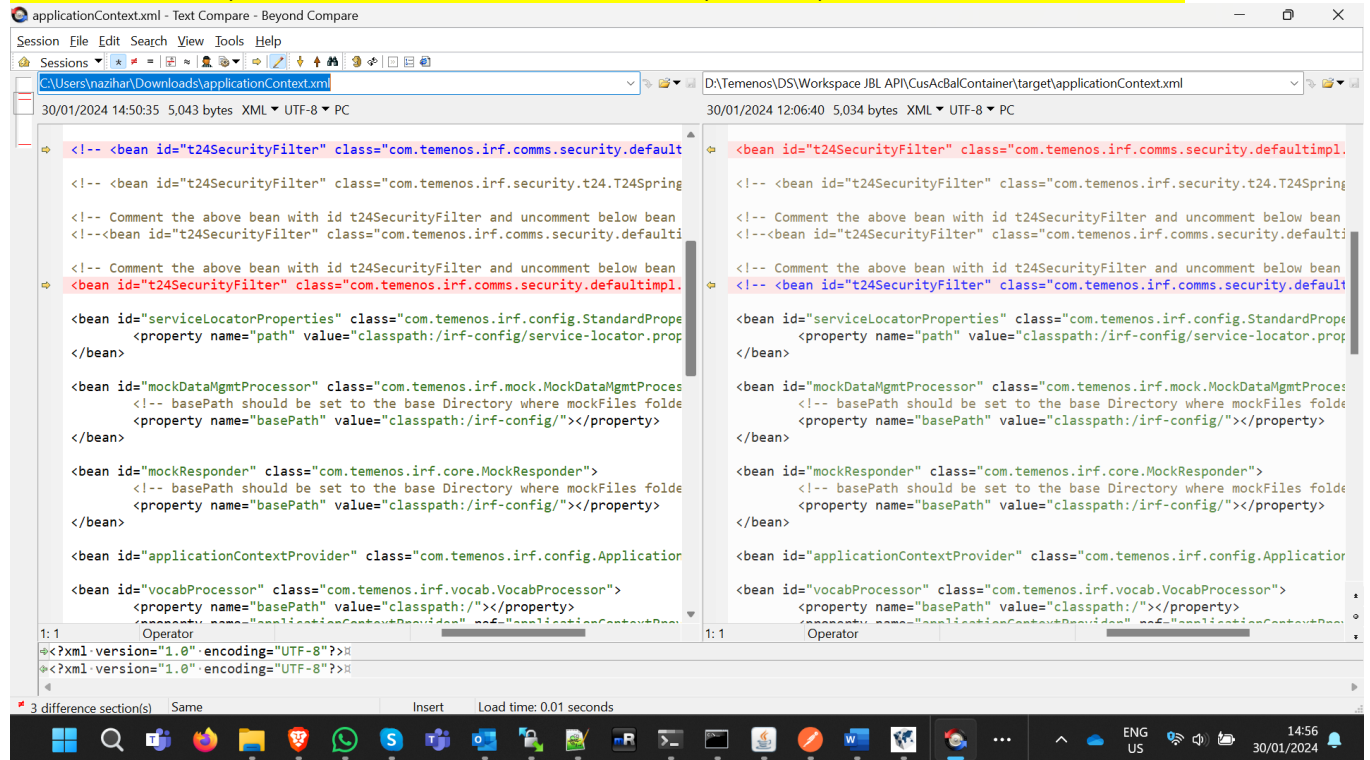 applicationContext.xml - Text Compare - Beyond Compare
Session File Edit Search View Tools Help
Sessions
C:\Users\nazihar\Downloads\applicationContext.xml
D:\Temenos\DS\Workspace JBL API\CusAcBalContainer\target\applicationContext.xml
30/01/2024 14:50:35 5,043 bytes XML ▼ UTF-8 ▼ PC
30/01/2024 12:06:40 5,034 bytes XML ▼ UTF-8 ▼ PC
<!-- <bean id="t24SecurityFilter" class="com.temenos.irf.comms.security.default
<!-- <bean id="t24SecurityFilter" class="com.temenos.irf.security.t24.T24Spring
<!-- Comment the above bean with id t24SecurityFilter and uncomment below bean
<!--<bean id="t24SecurityFilter" class="com.temenos.irf.comms.security.defaulti
<!-- Comment the above bean with id t24SecurityFilter and uncomment below bean
<bean id="t24SecurityFilter" class="com.temenos.irf.comms.security.defaultimpl.
<bean id="serviceLocatorProperties" class="com.temenos.irf.config.StandardPrope
<property name="path" value="classpath:/irf-config/service-locator.prop
</bean>
<bean id="mockDataMgmtProcessor" class="com.temenos.irf.mock.MockDataMgmtProces
<!-- basePath should be set to the base Directory where mockFiles folde
<property name="basePath" value="classpath:/irf-config/"></property>
</bean>
<bean id="mockResponder" class="com.temenos.irf.core.MockResponder">
<!-- basePath should be set to the base Directory where mockFiles folde
<property name="basePath" value="classpath:/irf-config/"></property>
</bean>
<bean id="applicationContextProvider" class="com.temenos.irf.config.Application
<bean id="vocabProcessor" class="com.temenos.irf.vocab.VocabProcessor">
<property name="basePath" value="classpath:/"></property>
<bean id="t24SecurityFilter" class="com.temenos.irf.comms.security.defaultimpl.
<!-- <bean id="t24SecurityFilter" class="com.temenos.irf.security.t24.T24Spring
<!-- Comment the above bean with id t24SecurityFilter and uncomment below bean
<!--<bean id="t24SecurityFilter" class="com.temenos.irf.comms.security.defaulti
<!-- Comment the above bean with id t24SecurityFilter and uncomment below bean
<!-- <bean id="t24SecurityFilter" class="com.temenos.irf.comms.security.default
<bean id="serviceLocatorProperties" class="com.temenos.irf.config.StandardPrope
<property name="path" value="classpath:/irf-config/service-locator.prop
</bean>
<bean id="mockDataMgmtProcessor" class="com.temenos.irf.mock.MockDataMgmtProces
<!-- basePath should be set to the base Directory where mockFiles folde
<property name="basePath" value="classpath:/irf-config/"></property>
</bean>
<bean id="mockResponder" class="com.temenos.irf.core.MockResponder">
<!-- basePath should be set to the base Directory where mockFiles folde
<property name="basePath" value="classpath:/irf-config/"></property>
</bean>
<bean id="applicationContextProvider" class="com.temenos.irf.config.Application
<bean id="vocabProcessor" class="com.temenos.irf.vocab.VocabProcessor">
<property name="basePath" value="classpath:/"></property>
1: 1 Operator
1: 1 Operator
<?xml·version="1.0"·encoding="UTF-8"?>¤
<?xml·version="1.0"·encoding="UTF-8"?>¤
3 difference section(s) Same Insert Load time: 0.01 seconds
ENG
US
14:56
30/01/2024